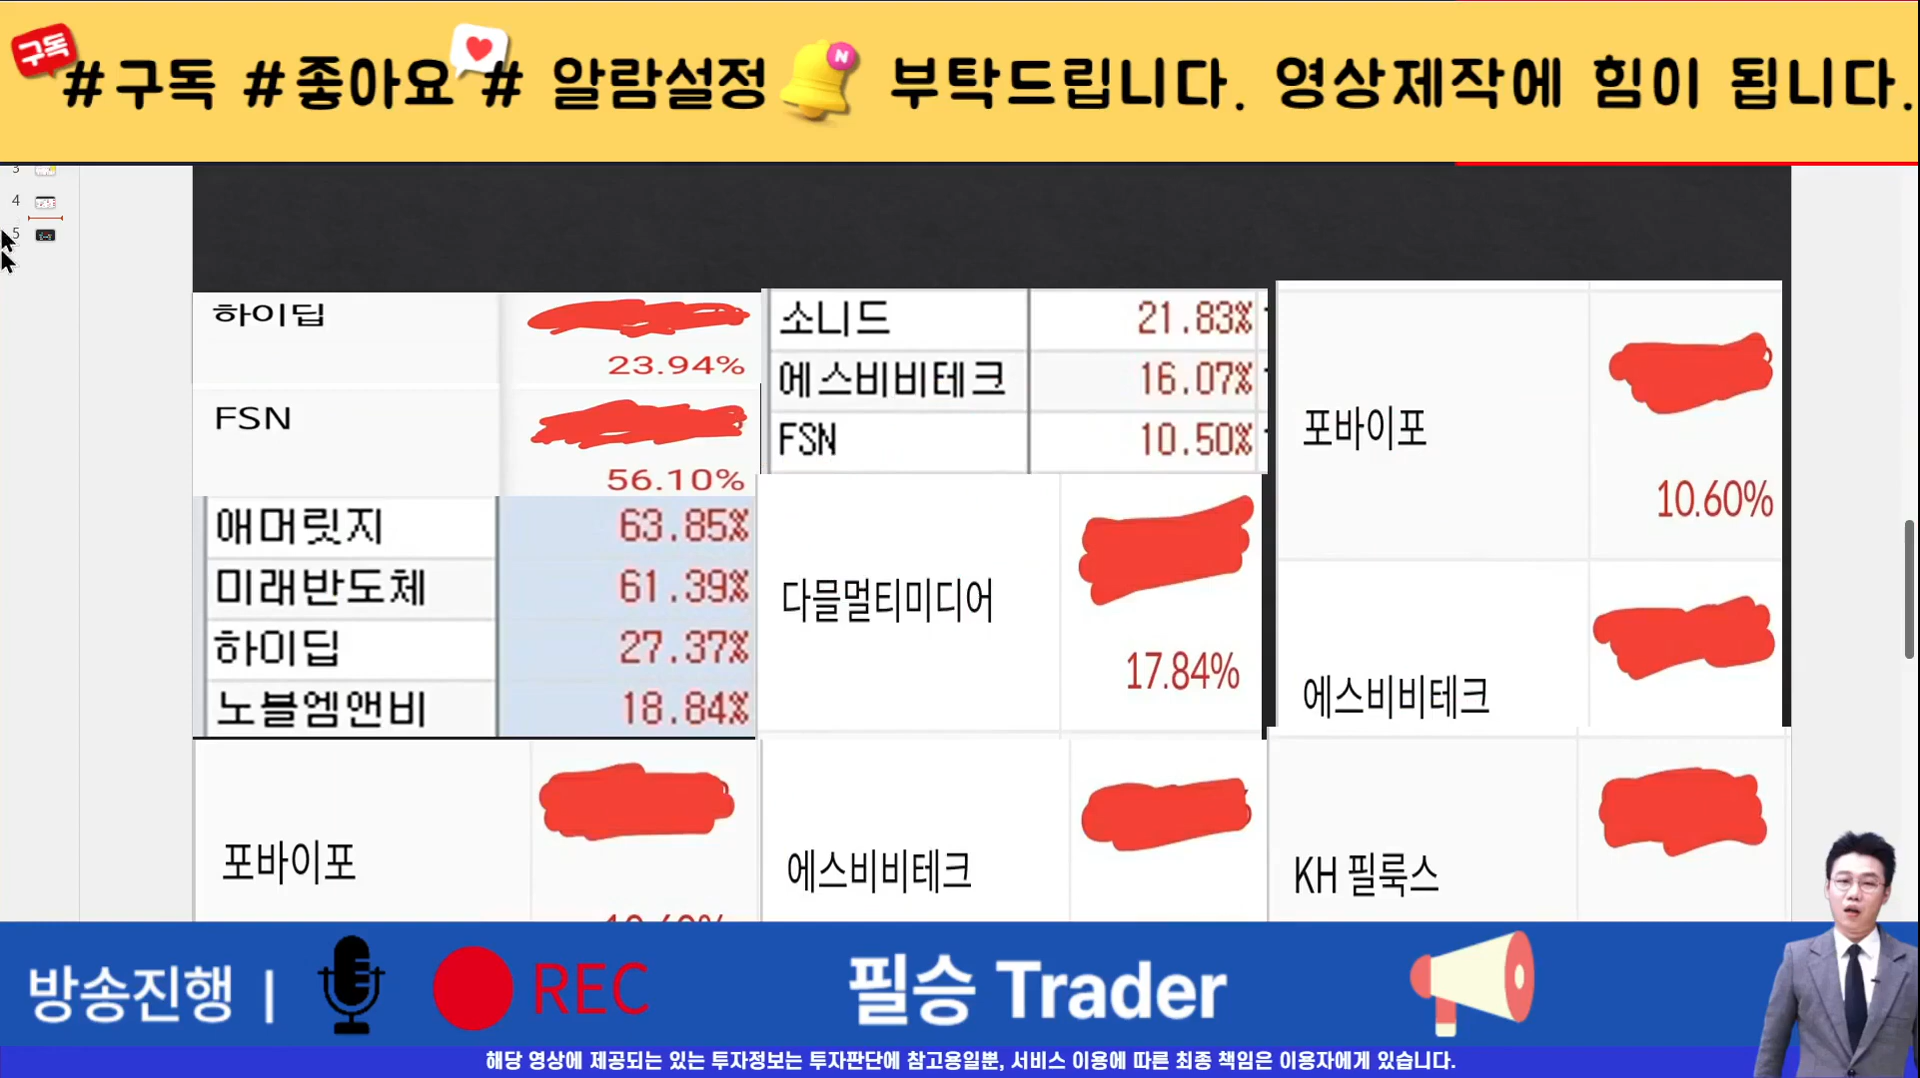 구독
#구독 #좋아요 # 알람설정 N 부탁드립니다. 영상제작에 힘이 됩니다.
3
4
5
하이딥
23.94%
FSN
56.10%
애머릿지 63.85%
미래반도체 61.39%
하이딥 27.37%
노블엠앤비 18.84%
소니드 21.83%
에스비비테크 16.07%
FSN 10.50%
다믈멀티미디어
17.84%
포바이포
10.60%
에스비비테크
포바이포
에스비비테크
KH 필룩스
방송진행 | REC 필승 Trader
해당 영상에 제공되는 있는 투자정보는 투자판단에 참고용일뿐, 서비스 이용에 따른 최종 책임은 이용자에게 있습니다.